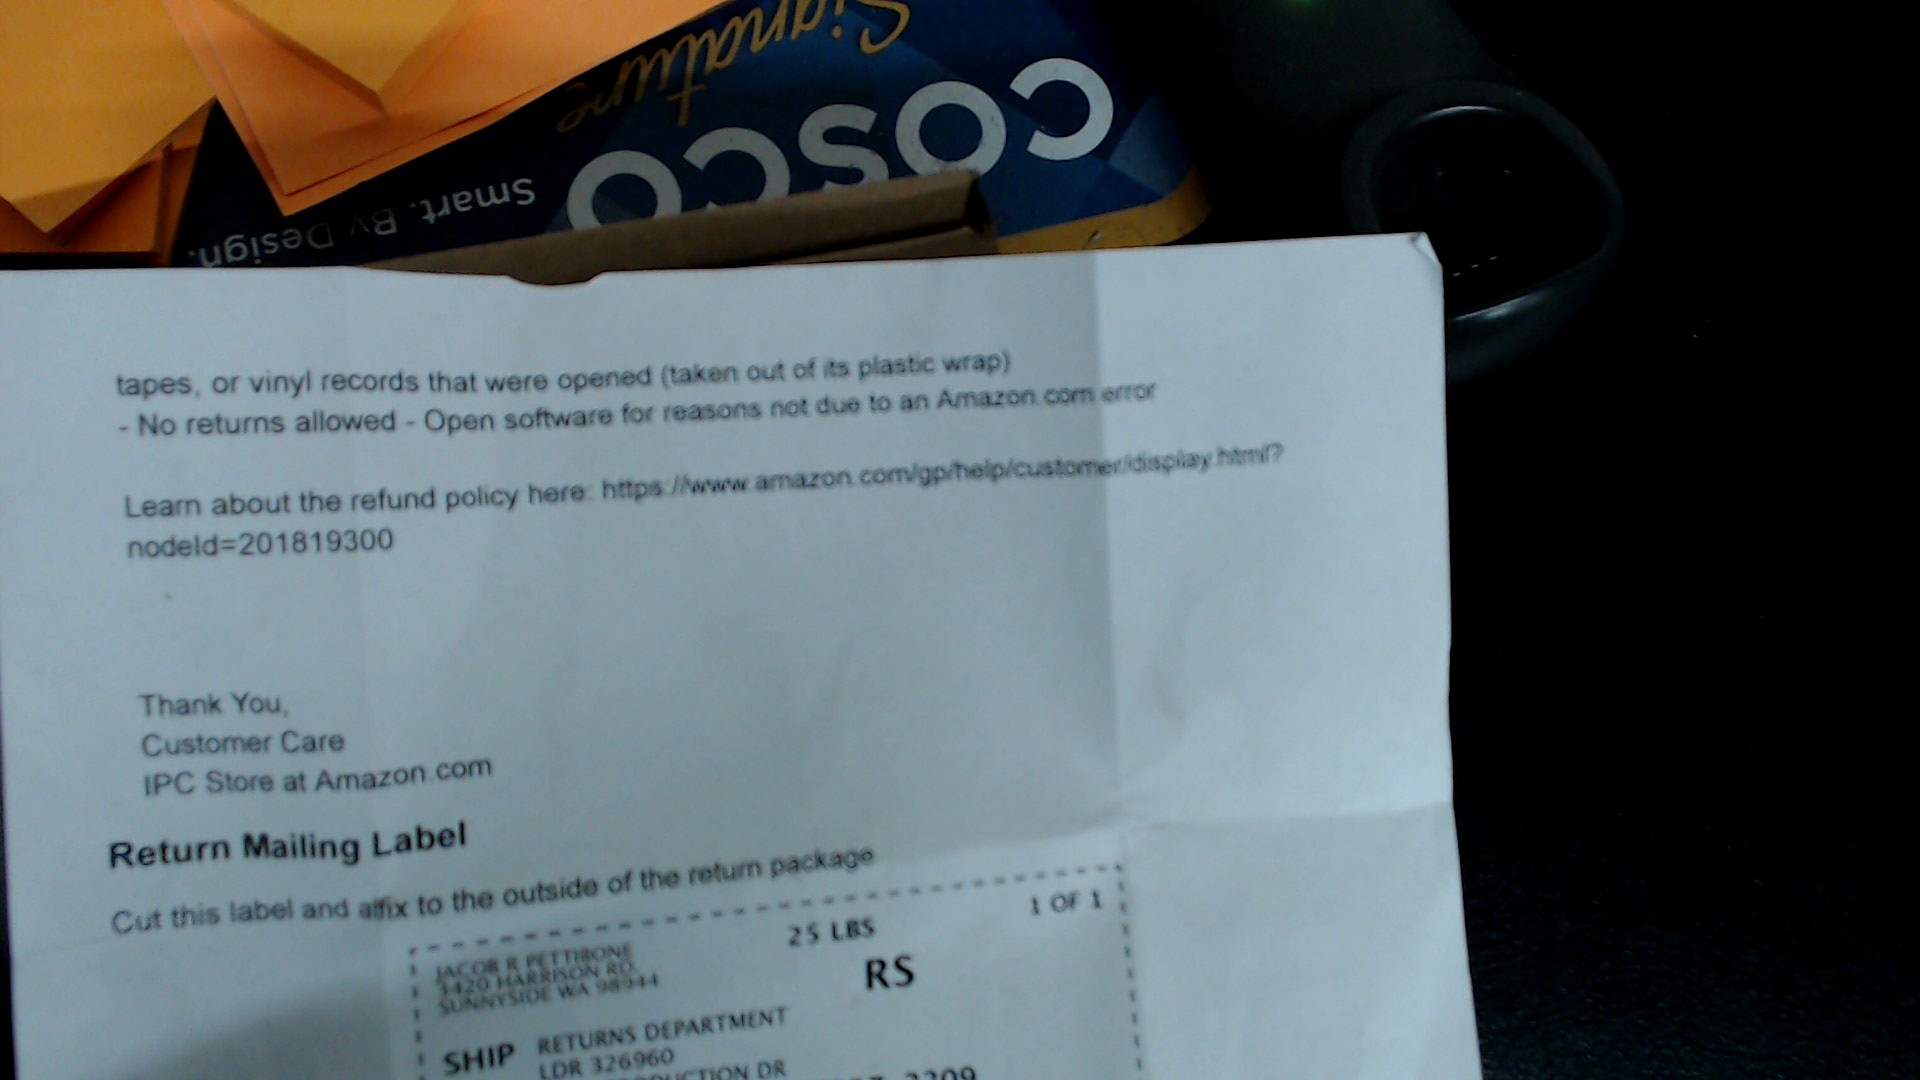 Signature
COSCO
Smart. By Design.
tapes, or vinyl records that were opened (taken out of its plastic wrap)
- No returns allowed - Open software for reasons not due to an Amazon.com error
Learn about the refund policy here: https://www.amazon.com/gp/help/customer/display.html?
nodeId=201819300
Thank You,
Customer Care
IPC Store at Amazon.com
Return Mailing Label
Cut this label and affix to the outside of the return package
25 LBS
1 OF 1
JACOB R PETTIBONE
3420 HARRISON RD.
SUNNYSIDE WA 98944
RS
SHIP
RETURNS DEPARTMENT
LDR 326960
DR